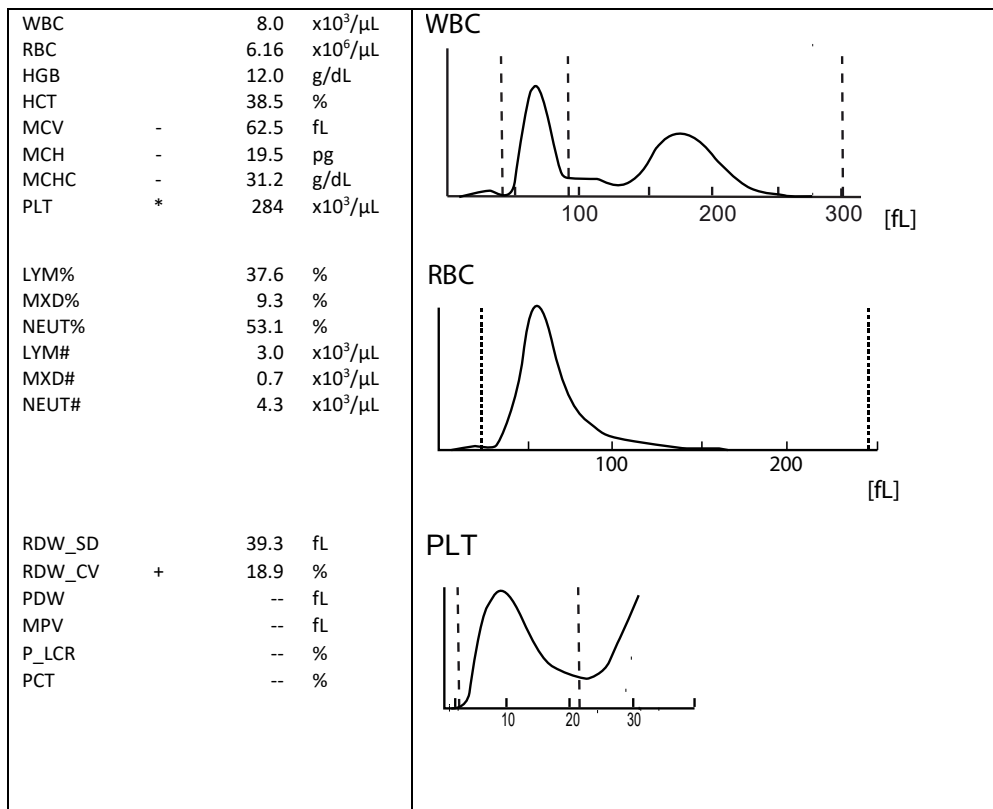 WBC 8.0 x10³/µL
RBC 6.16 x10⁶/µL
HGB 12.0 g/dL
HCT 38.5 %
MCV - 62.5 fL
MCH - 19.5 pg
MCHC - 31.2 g/dL
PLT * 284 x10³/µL
LYM% 37.6 %
MXD% 9.3 %
NEUT% 53.1 %
LYM# 3.0 x10³/µL
MXD# 0.7 x10³/µL
NEUT# 4.3 x10³/µL
RDW_SD 39.3 fL
RDW_CV + 18.9 %
PDW -- fL
MPV -- fL
P_LCR -- %
PCT -- %
WBC
100 200 300 [fL]
RBC
100 200
[fL]
PLT
10 20 30